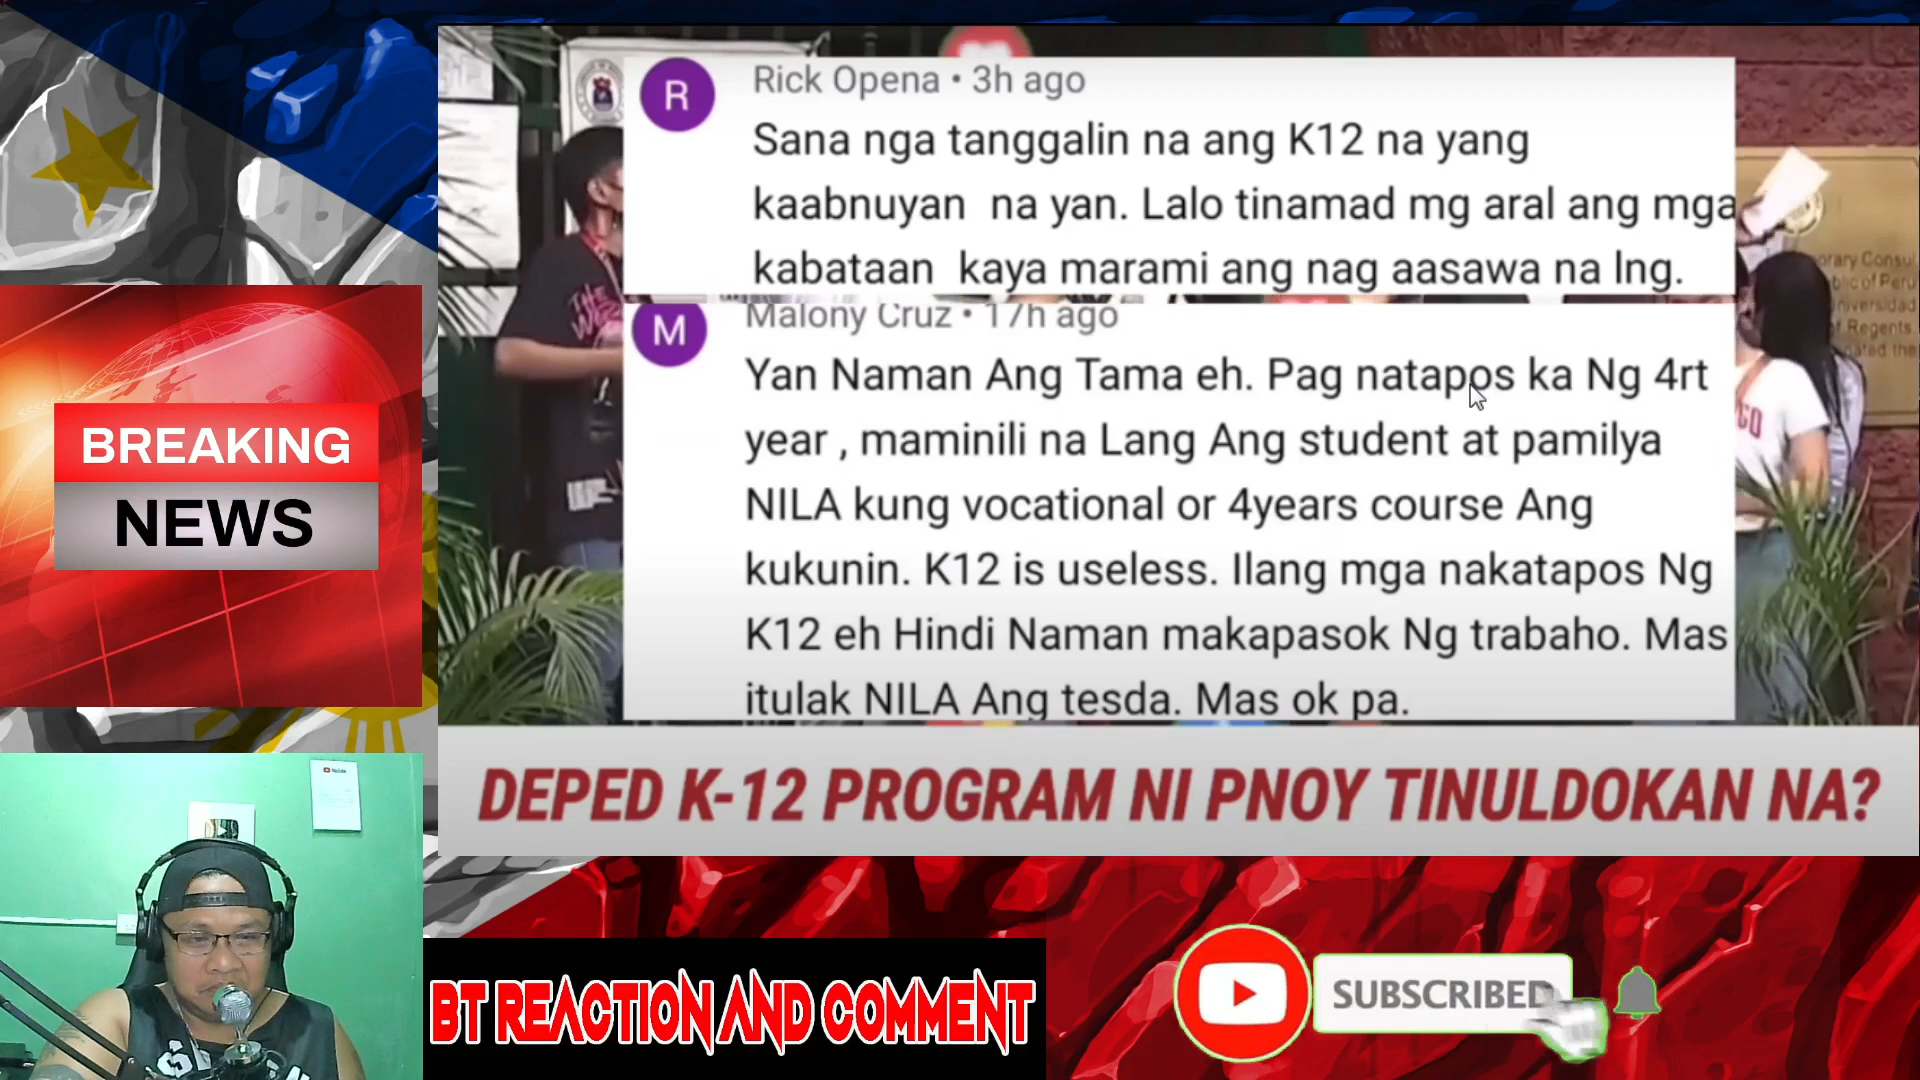 Rick Opena • 3h ago
Sana nga tanggalin na ang K12 na yang
kaabnuyan na yan. Lalo tinamad mg aral ang mga
kabataan kaya marami ang nag aasawa na lng.
Malony Cruz • 17h ago
Yan Naman Ang Tama eh. Pag natapos ka Ng 4rt
year , maminili na Lang Ang student at pamilya
NILA kung vocational or 4years course Ang
kukunin. K12 is useless. Ilang mga nakatapos Ng
K12 eh Hindi Naman makapasok Ng trabaho. Mas
itulak NILA Ang tesda. Mas ok pa.
R
M
of Peru
Regents
the
BREAKING
NEWS
DEPED K-12 PROGRAM NI PNOY TINULDOKAN NA?
BT REACTION AND COMMENT
SUBSCRIBED